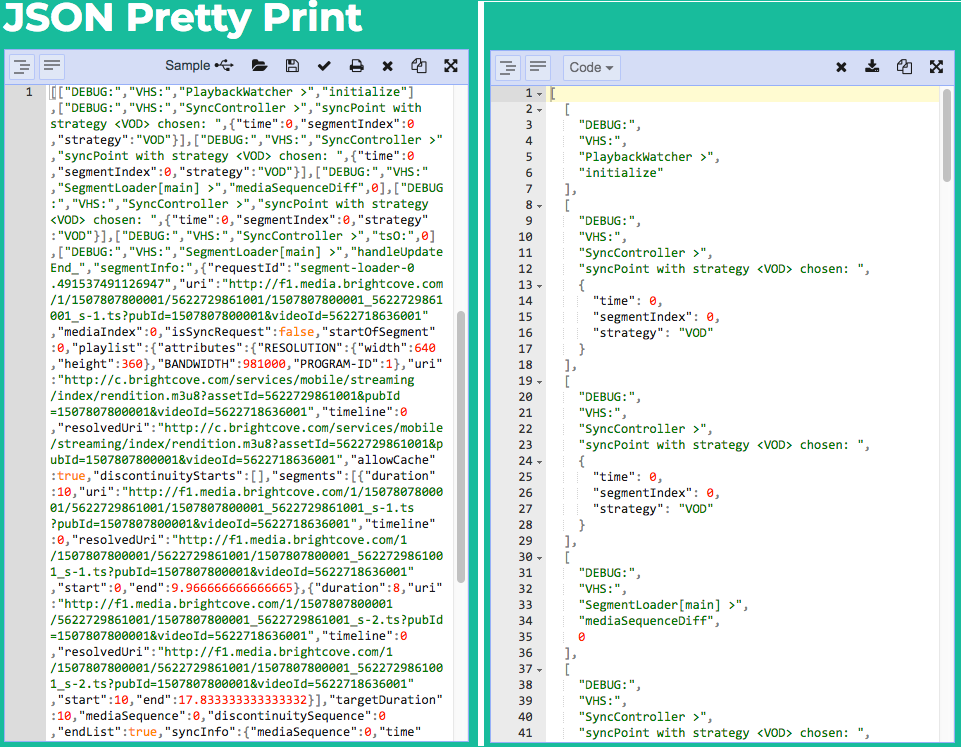 JSON Pretty Print
Sample
1
[["DEBUG:","VHS:","PlaybackWatcher >","initialize"]
,["DEBUG:","VHS:","SyncController >","syncPoint with
strategy <VOD> chosen: ",{"time":0,"segmentIndex":0
,"strategy":"VOD"}],["DEBUG:","VHS:","SyncController >"
,"syncPoint with strategy <VOD> chosen: ",{"time":0
,"segmentIndex":0,"strategy":"VOD"}],["DEBUG:","VHS:"
,"SegmentLoader[main] >","mediaSequenceDiff",0],["DEBUG
:","VHS:","SyncController >","syncPoint with strategy
<VOD> chosen: ",{"time":0,"segmentIndex":0,"strategy"
:"VOD"}],["DEBUG:","VHS:","SyncController >","tsO:",0]
,["DEBUG:","VHS:","SegmentLoader[main] >","handleUpdate
End_","segmentInfo:",{"requestId":"segment-loader-0
.491537491126947","uri":"http://f1.media.brightcove.com
/1/1507807800001/5622729861001/1507807800001_5622729861
001_s-1.ts?pubId=1507807800001&videoId=5622718636001"
,"mediaIndex":0,"isSyncRequest":false,"startOfSegment"
:0,"playlist":{"attributes":{"RESOLUTION":{"width":640
,"height":360},"BANDWIDTH":981000,"PROGRAM-ID":1},"uri"
:"http://c.brightcove.com/services/mobile/streaming
/index/rendition.m3u8?assetId=5622729861001&pubId
=1507807800001&videoId=5622718636001","timeline":0
,"resolvedUri":"http://c.brightcove.com/services/mobile
/streaming/index/rendition.m3u8?assetId=5622729861001&p
ubId=1507807800001&videoId=5622718636001","allowCache"
:true,"discontinuityStarts":[],"segments":[{"duration"
:10,"uri":"http://f1.media.brightcove.com/1/15078078000
01/5622729861001/1507807800001_5622729861001_s-1.ts
?pubId=1507807800001&videoId=5622718636001","timeline"
:0,"resolvedUri":"http://f1.media.brightcove.com/1
/1507807800001/5622729861001/1507807800001_562272986100
1_s-1.ts?pubId=1507807800001&videoId=5622718636001"
,"start":0,"end":9.966666666666665},{"duration":8,"uri"
:"http://f1.media.brightcove.com/1/1507807800001
/5622729861001/1507807800001_5622729861001_s-2.ts?pubId
=1507807800001&videoId=5622718636001","timeline":0
,"resolvedUri":"http://f1.media.brightcove.com/1
/1507807800001/5622729861001/1507807800001_562272986100
1_s-2.ts?pubId=1507807800001&videoId=5622718636001"
,"start":10,"end":17.833333333333332}],"targetDuration"
:10,"mediaSequence":0,"discontinuitySequence":0
,"endList":true,"syncInfo":{"mediaSequence":0,"time"
Code
1 [
2 [
3 "DEBUG:",
4 "VHS:",
5 "PlaybackWatcher >",
6 "initialize"
7 ],
8 [
9 "DEBUG:",
10 "VHS:",
11 "SyncController >",
12 "syncPoint with strategy <VOD> chosen: ",
13 {
14 "time": 0,
15 "segmentIndex": 0,
16 "strategy": "VOD"
17 }
18 ],
19 [
20 "DEBUG:",
21 "VHS:",
22 "SyncController >",
23 "syncPoint with strategy <VOD> chosen: ",
24 {
25 "time": 0,
26 "segmentIndex": 0,
27 "strategy": "VOD"
28 }
29 ],
30 [
31 "DEBUG:",
32 "VHS:",
33 "SegmentLoader[main] >",
34 "mediaSequenceDiff",
35 0
36 ],
37 [
38 "DEBUG:",
39 "VHS:",
40 "SyncController >",
41 "syncPoint with strategy <VOD> chosen: ",